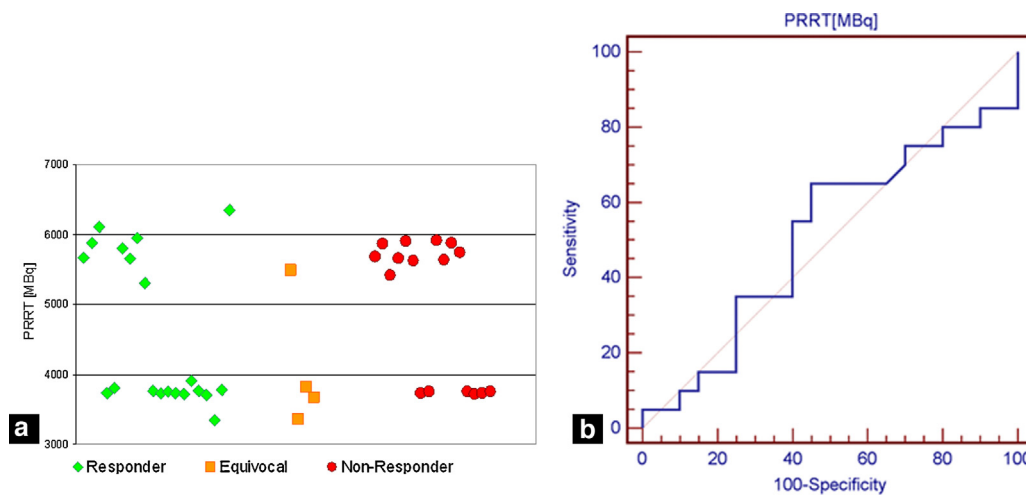 7000
6000
5000
4000
3000
PRRT [MBq]
a
Responder Equivocal Non-Responder
PRRT[MBq]
100
80
60
40
20
0
Sensitivity
0 20 40 60 80 100
100-Specificity
b